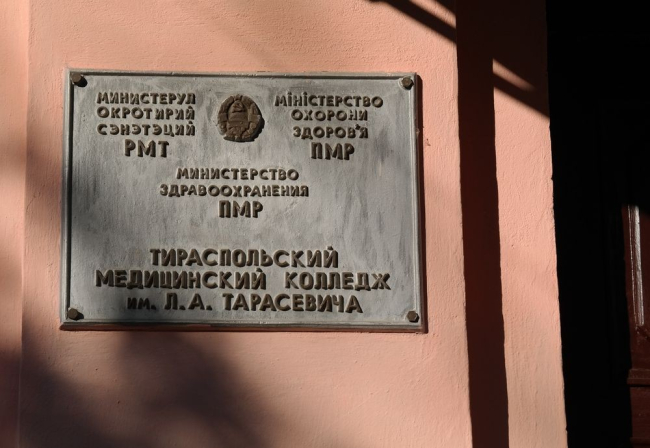 МИНИСТЕРУЛ
ОКРОТИРИЙ
СЭНЭТЭЦИЙ
РМТ
МІНІСТЕРСТВО
ОХОРОНИ
ЗДОРОВ'Я
ПМР
МИНИСТЕРСТВО
ЗДРАВООХРАНЕНИЯ
ПМР
ТИРАСПОЛЬСКИЙ
МЕДИЦИНСКИЙ КОЛЛЕДЖ
ИМ. Л.А. ТАРАСЕВИЧА